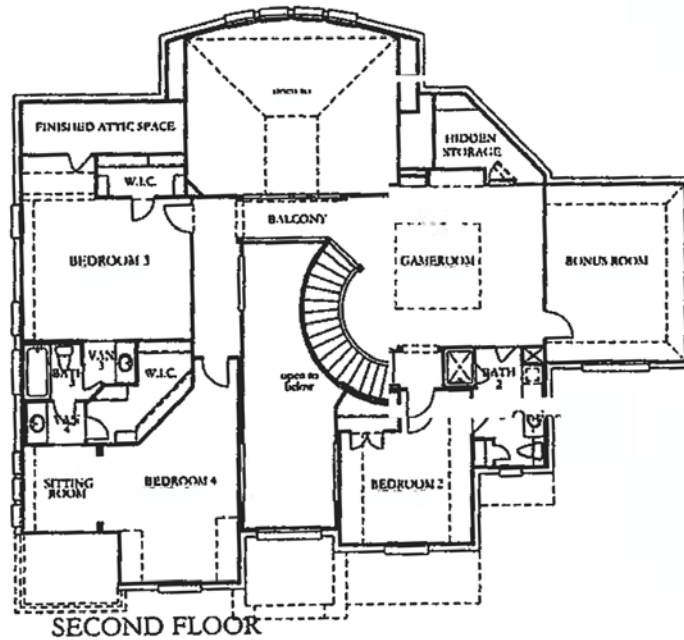 FINISHED ATTIC SPACE
HIDDEN
STORAGE
W.I.C.
BALCONY
BEDROOM 3
GAMEROOM
BONUS ROOM
VAN.
3
BATH
3
W.I.C.
BATH
2
open to
below
VAN.
4
SITTING
ROOM
BEDROOM 4
BEDROOM 2
SECOND FLOOR